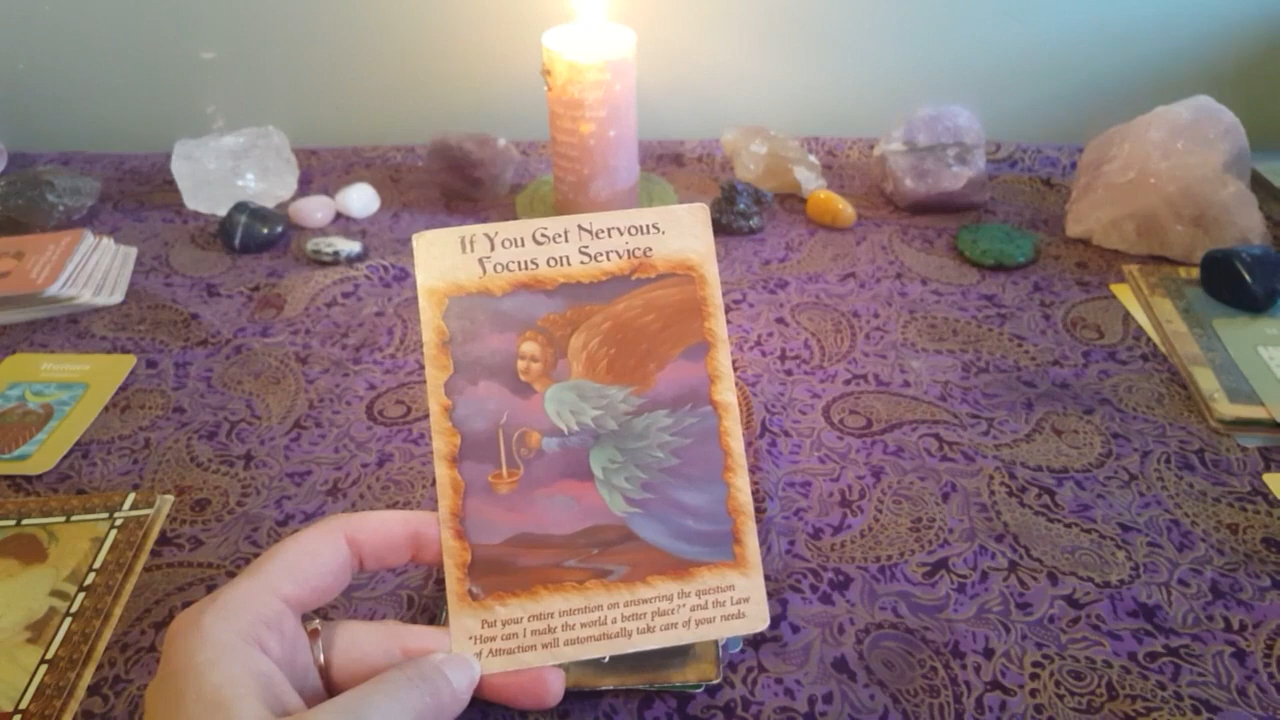 If You Get Nervous,
Focus on Service
Put your entire intention on answering the question
"How can I make the world a better place?" and the Law
of Attraction will automatically take care of your needs.